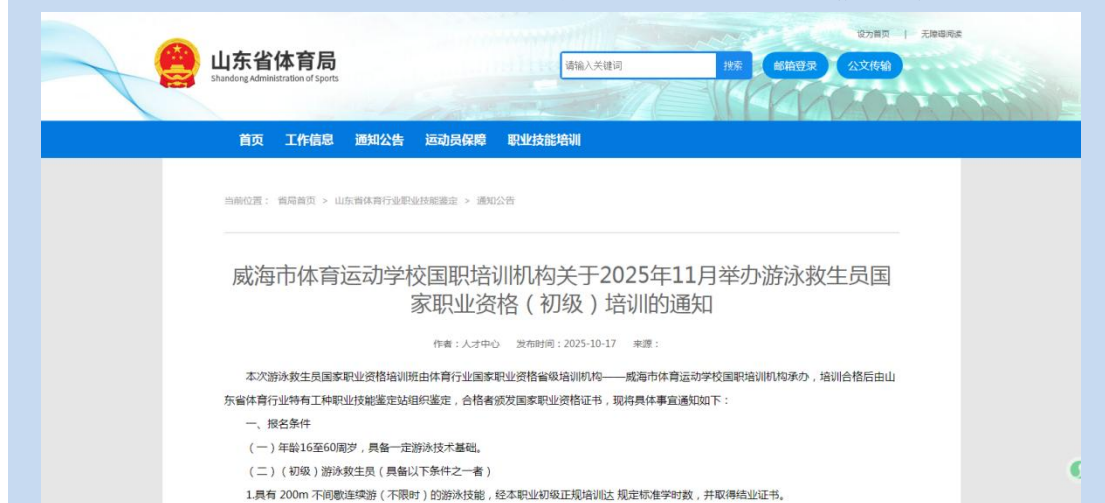 设为首页 | 无障碍阅读
山东省体育局
Shandong Administration of Sports
请输入关键词 搜索 邮箱登录 公文传输
首页 工作信息 通知公告 运动员保障 职业技能培训
当前位置： 省局首页 > 山东省体育行业职业技能鉴定 > 通知公告
威海市体育运动学校国职培训机构关于2025年11月举办游泳救生员国
家职业资格（初级）培训的通知
作者：人才中心 发布时间：2025-10-17 来源：
本次游泳救生员国家职业资格培训班由体育行业国家职业资格省级培训机构——威海市体育运动学校国职培训机构承办，培训合格后由山
东省体育行业特有工种职业技能鉴定站组织鉴定，合格者颁发国家职业资格证书，现将具体事宜通知如下：
一、报名条件
（一）年龄16至60周岁，具备一定游泳技术基础。
（二）（初级）游泳救生员（具备以下条件之一者）
1.具有 200m 不间歇连续游（不限时）的游泳技能，经本职业初级正规培训达 规定标准学时数，并取得结业证书。